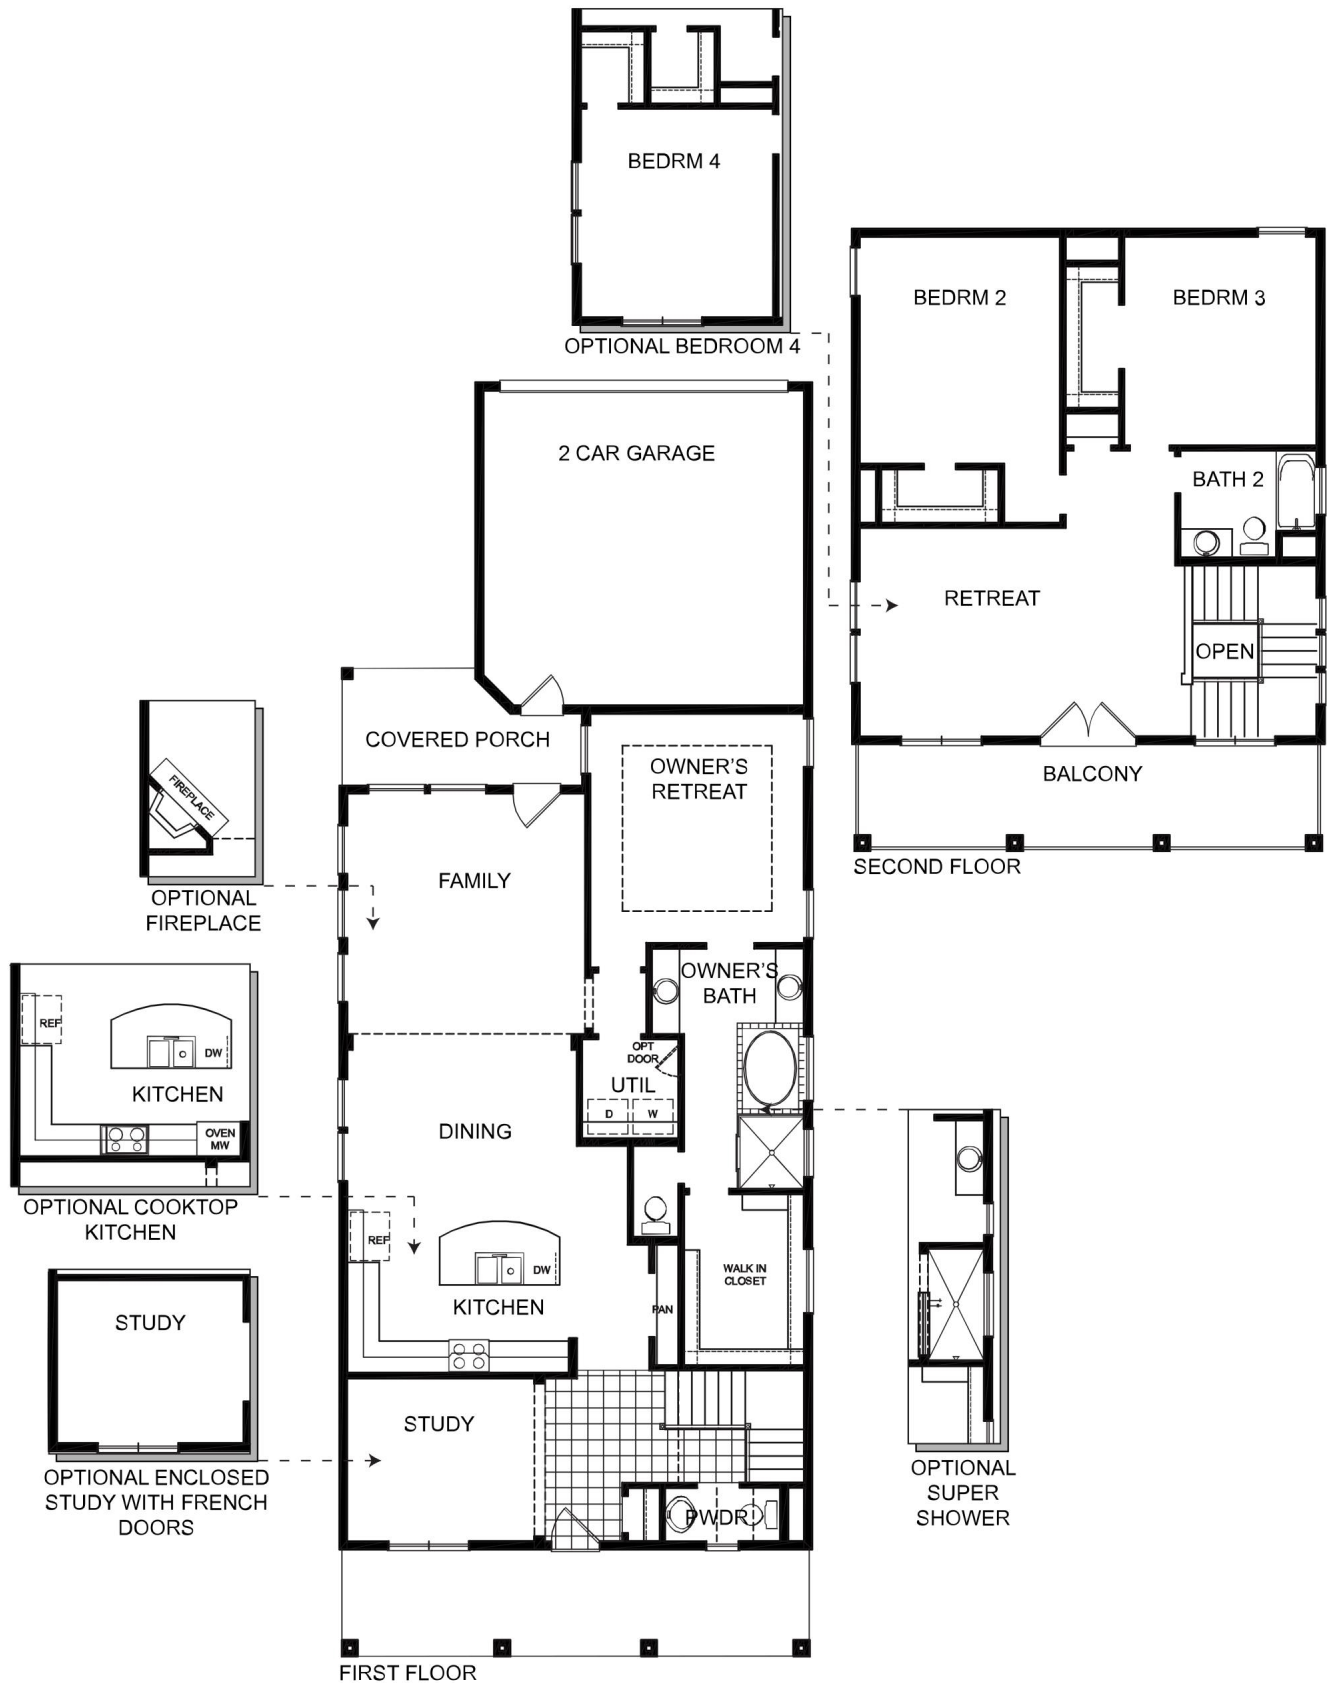 BEDRM 4
OPTIONAL BEDROOM 4
BEDRM 2
BEDRM 3
BATH 2
RETREAT
OPEN
BALCONY
SECOND FLOOR
2 CAR GARAGE
COVERED PORCH
OWNER'S
RETREAT
FAMILY
OWNER'S
BATH
OPT
DOOR
UTIL
D
W
DINING
REF
DW
KITCHEN
PAN
WALK IN
CLOSET
STUDY
PWDR
FIRST FLOOR
FIREPLACE
OPTIONAL
FIREPLACE
REF
DW
KITCHEN
OVEN
MW
OPTIONAL COOKTOP
KITCHEN
STUDY
OPTIONAL ENCLOSED
STUDY WITH FRENCH
DOORS
OPTIONAL
SUPER
SHOWER